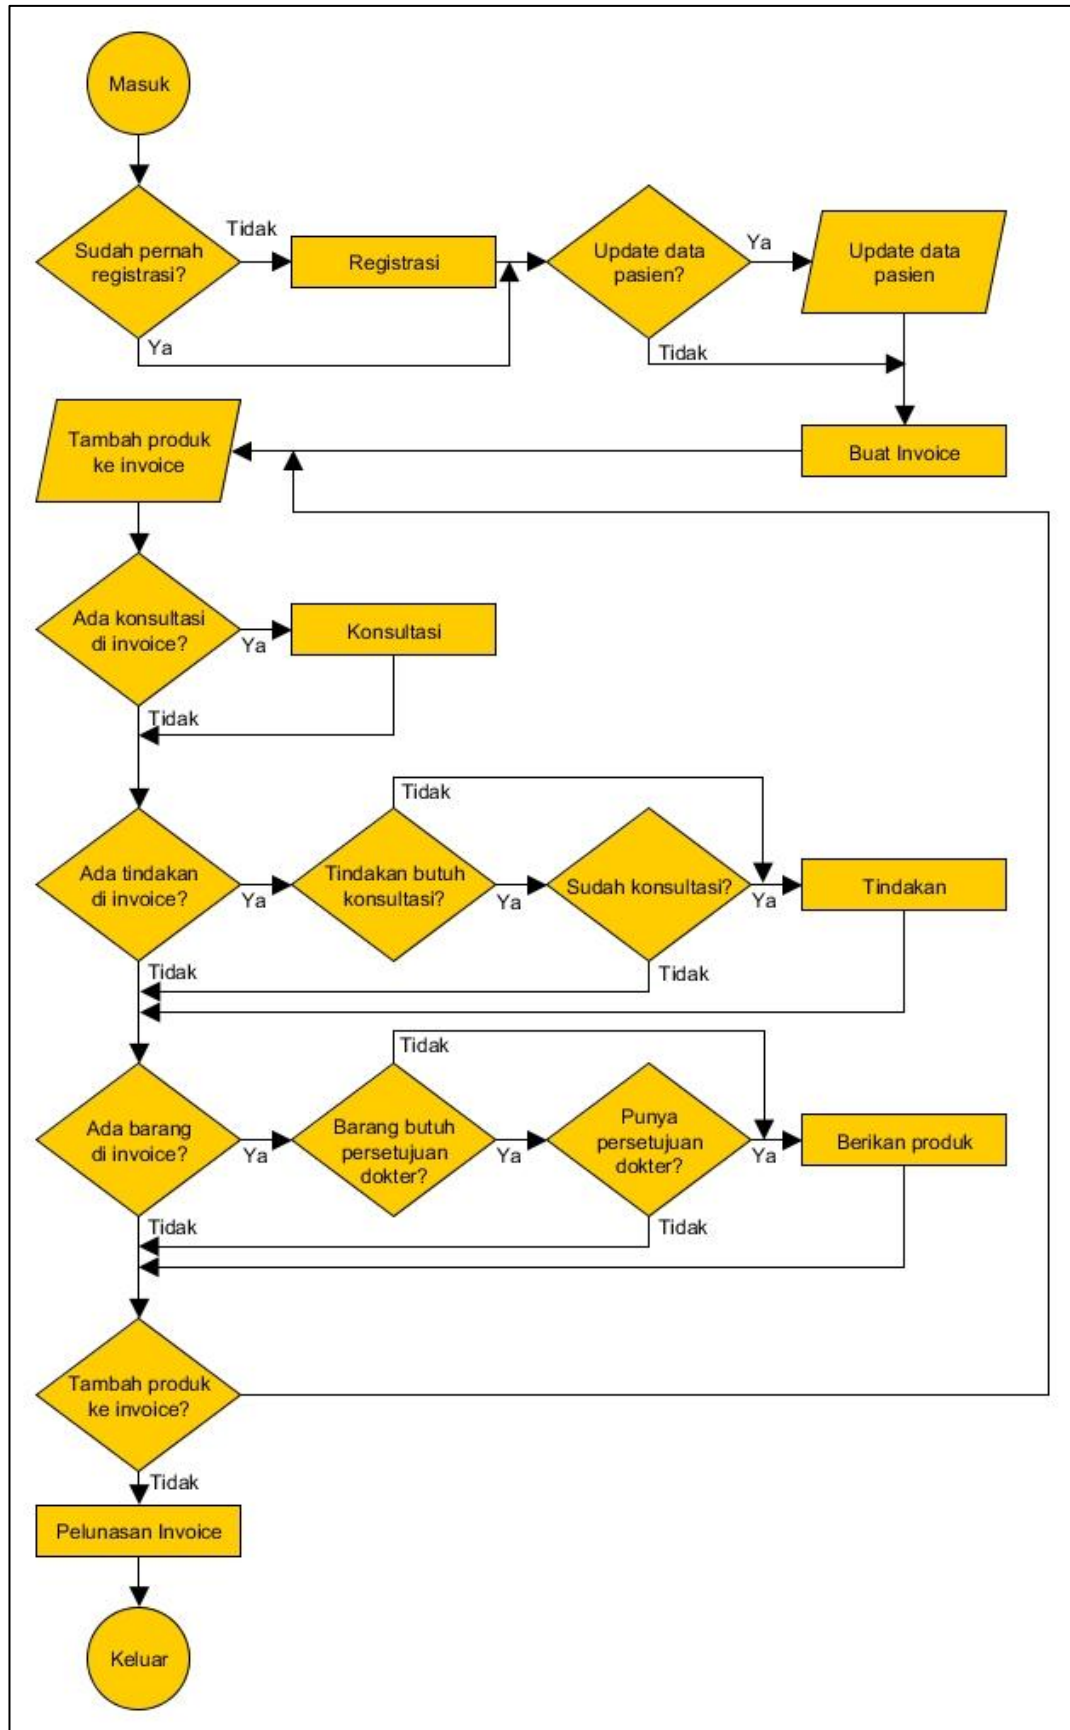 Masuk
Sudah pernah
registrasi?
Tidak
Ya
Registrasi
Update data
pasien?
Ya
Tidak
Update data
pasien
Buat Invoice
Tambah produk
ke invoice
Ada konsultasi
di invoice?
Ya
Konsultasi
Tidak
Ada tindakan
di invoice?
Ya
Tindakan butuh
konsultasi?
Tidak
Ya
Sudah konsultasi?
Ya
Tindakan
Tidak
Tidak
Ada barang
di invoice?
Ya
Barang butuh
persetujuan
dokter?
Tidak
Ya
Punya
persetujuan
dokter?
Ya
Berikan produk
Tidak
Tidak
Tambah produk
ke invoice?
Tidak
Pelunasan Invoice
Keluar